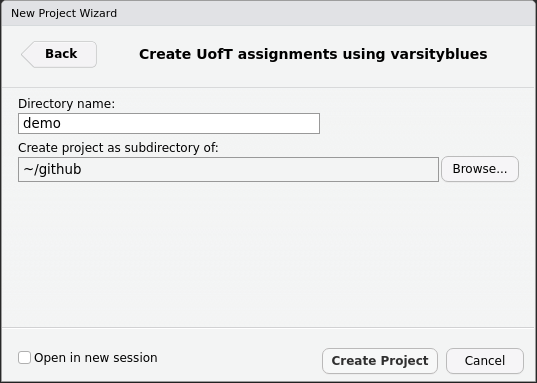 New Project Wizard
Back
Create UofT assignments using varsityblues
Directory name:
demo
Create project as subdirectory of:
~/github
Browse...
Open in new session
Create Project
Cancel